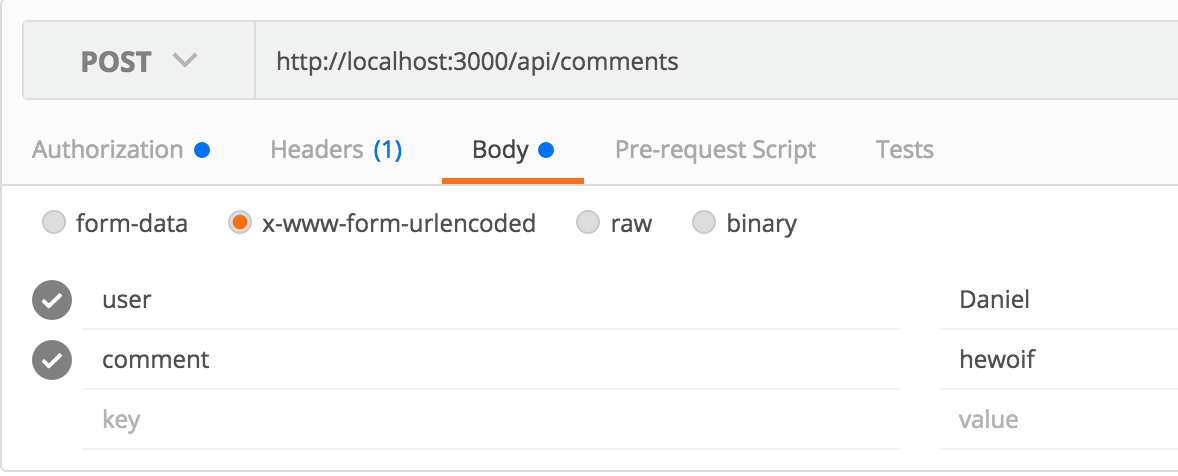 POST http://localhost:3000/api/comments
Authorization Headers (1) Body Pre-request Script Tests
form-data x-www-form-urlencoded raw binary
user Daniel
comment hewoif
key value